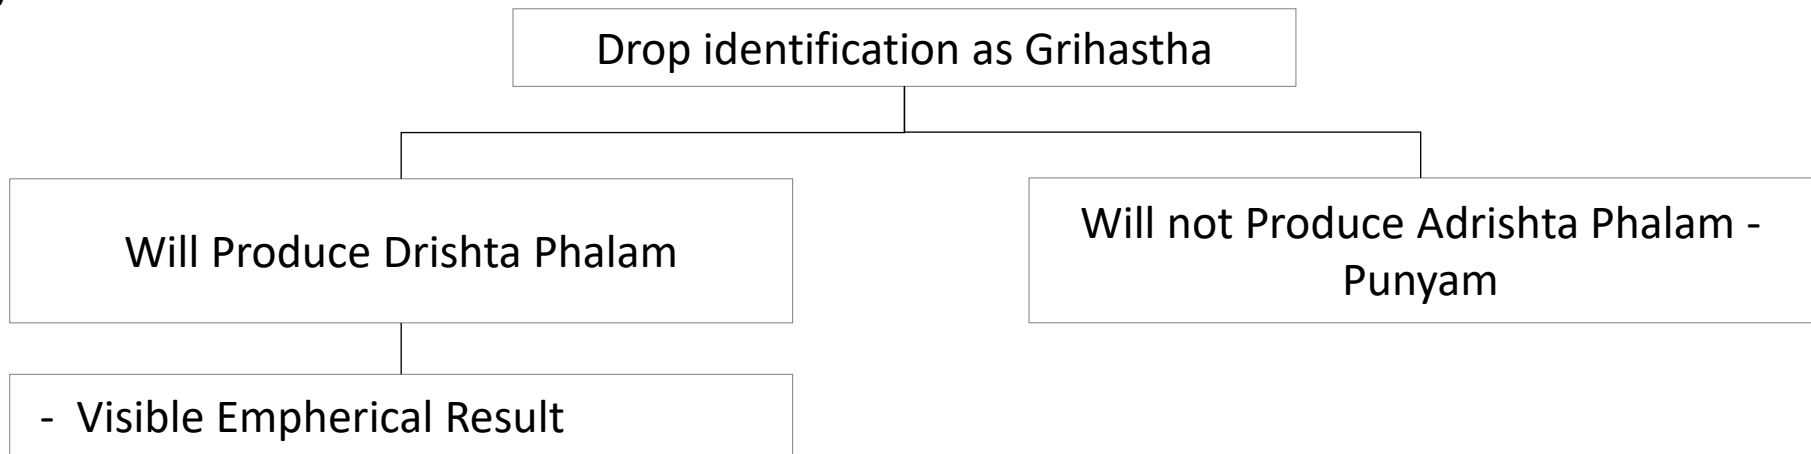 Drop identification as Grihastha
Will Produce Drishta Phalam
Will not Produce Adrishta Phalam -
Punyam
- Visible Empherical Result